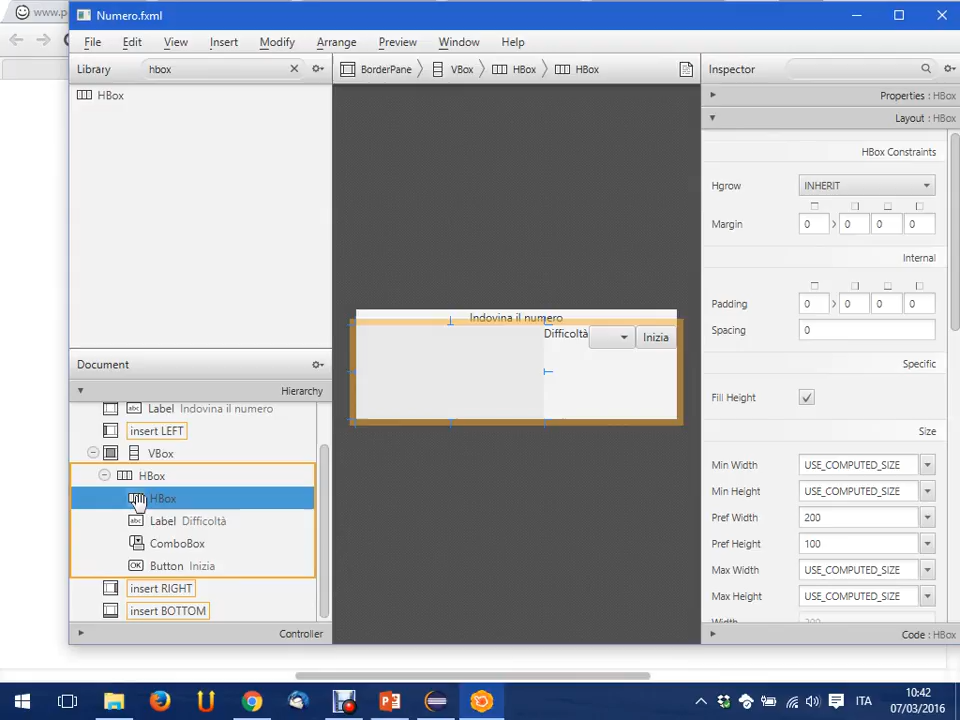 www.p
Numero.fxml
File Edit View Insert Modify Arrange Preview Window Help
Library hbox
BorderPane VBox HBox HBox
Inspector
HBox
Properties : HBox
Layout : HBox
HBox Constraints
Hgrow INHERIT
Margin 0 0 0 0
Internal
Padding 0 0 0 0
Spacing 0
Specific
Fill Height
Size
Min Width USE_COMPUTED_SIZE
Min Height USE_COMPUTED_SIZE
Pref Width 200
Pref Height 100
Max Width USE_COMPUTED_SIZE
Max Height USE_COMPUTED_SIZE
Code : HBox
Indovina il numero
Difficoltà Inizia
Document
Hierarchy
abc Label Indovina il numero
insert LEFT
VBox
HBox
HBox
abc Label Difficoltà
ComboBox
OK Button Inizia
insert RIGHT
insert BOTTOM
Controller
ITA
10:42
07/03/2016